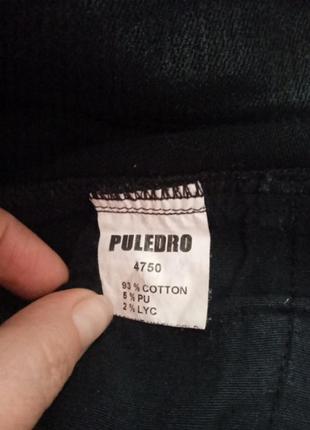 PULEDRO
4750
93 % COTTON
5 % PU
2 % LYC